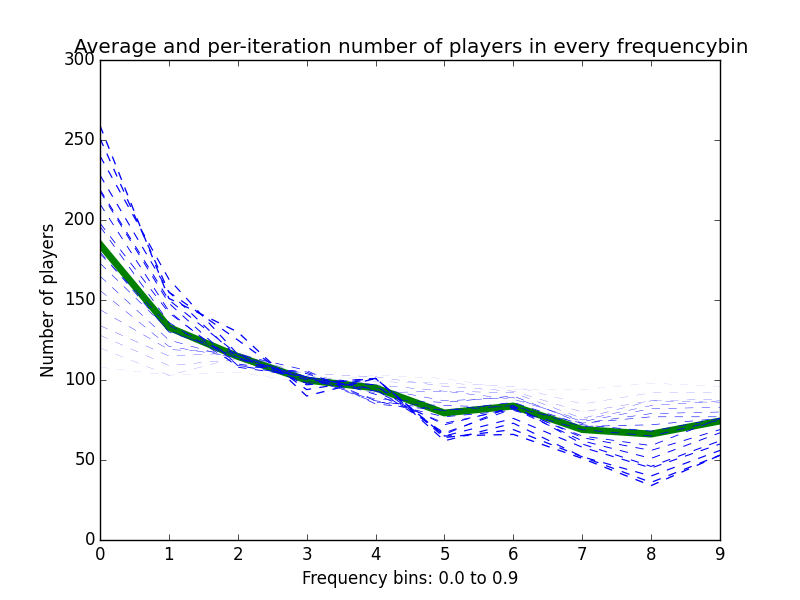 Average and per-iteration number of players in every frequencybin
300
250
200
150
100
50
0
Number of players
0 1 2 3 4 5 6 7 8 9
Frequency bins: 0.0 to 0.9